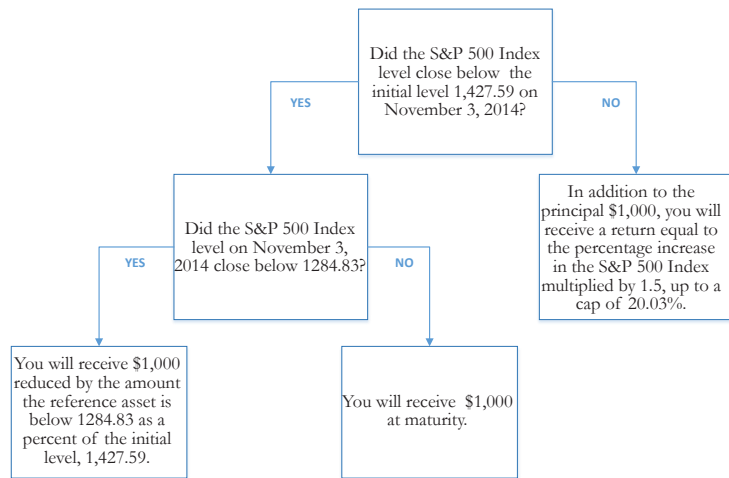 Did the S&P 500 Index
level close below the
initial level 1,427.59 on
November 3, 2014?
YES
NO
Did the S&P 500 Index
level on November 3,
2014 close below 1284.83?
In addition to the
principal $1,000, you will
receive a return equal to
the percentage increase
in the S&P 500 Index
multiplied by 1.5, up to a
cap of 20.03%.
YES
NO
You will receive $1,000
reduced by the amount
the reference asset is
below 1284.83 as a
percent of the initial
level, 1,427.59.
You will receive $1,000
at maturity.